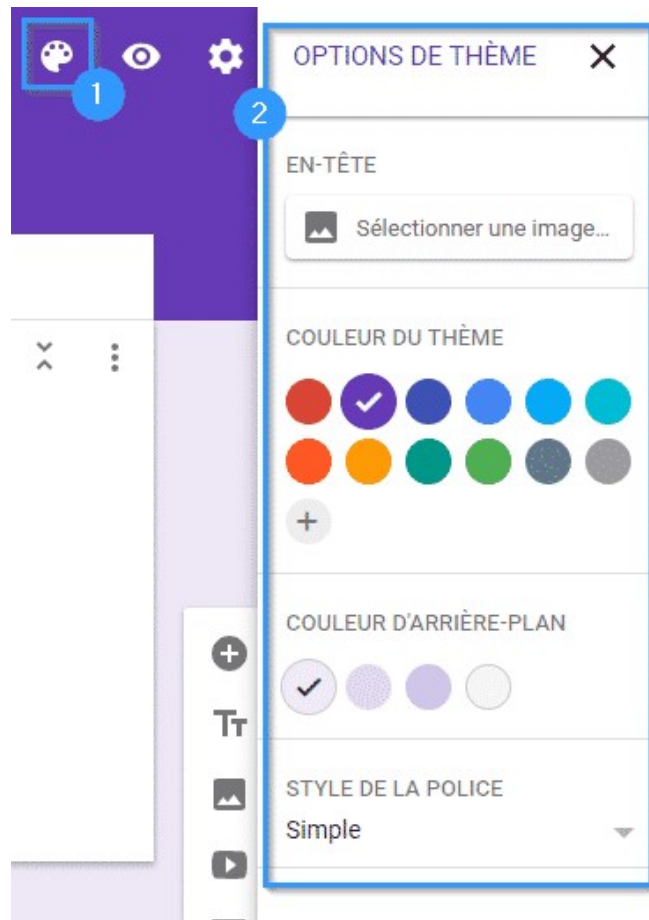 1
2
OPTIONS DE THÈME
EN-TÊTE
Sélectionner une image...
COULEUR DU THÈME
COULEUR D'ARRIÈRE-PLAN
Tт
STYLE DE LA POLICE
Simple